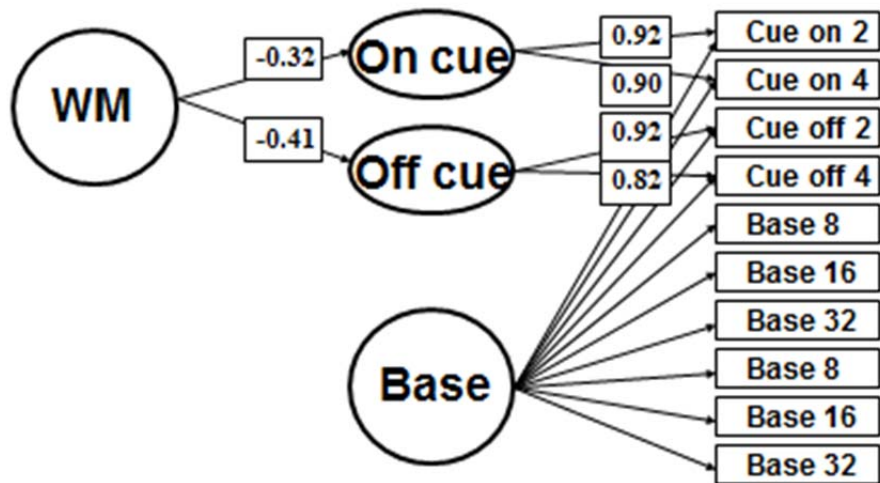 WM
-0.32
-0.41
On cue
Off cue
Base
0.92
0.90
0.92
0.82
Cue on 2
Cue on 4
Cue off 2
Cue off 4
Base 8
Base 16
Base 32
Base 8
Base 16
Base 32